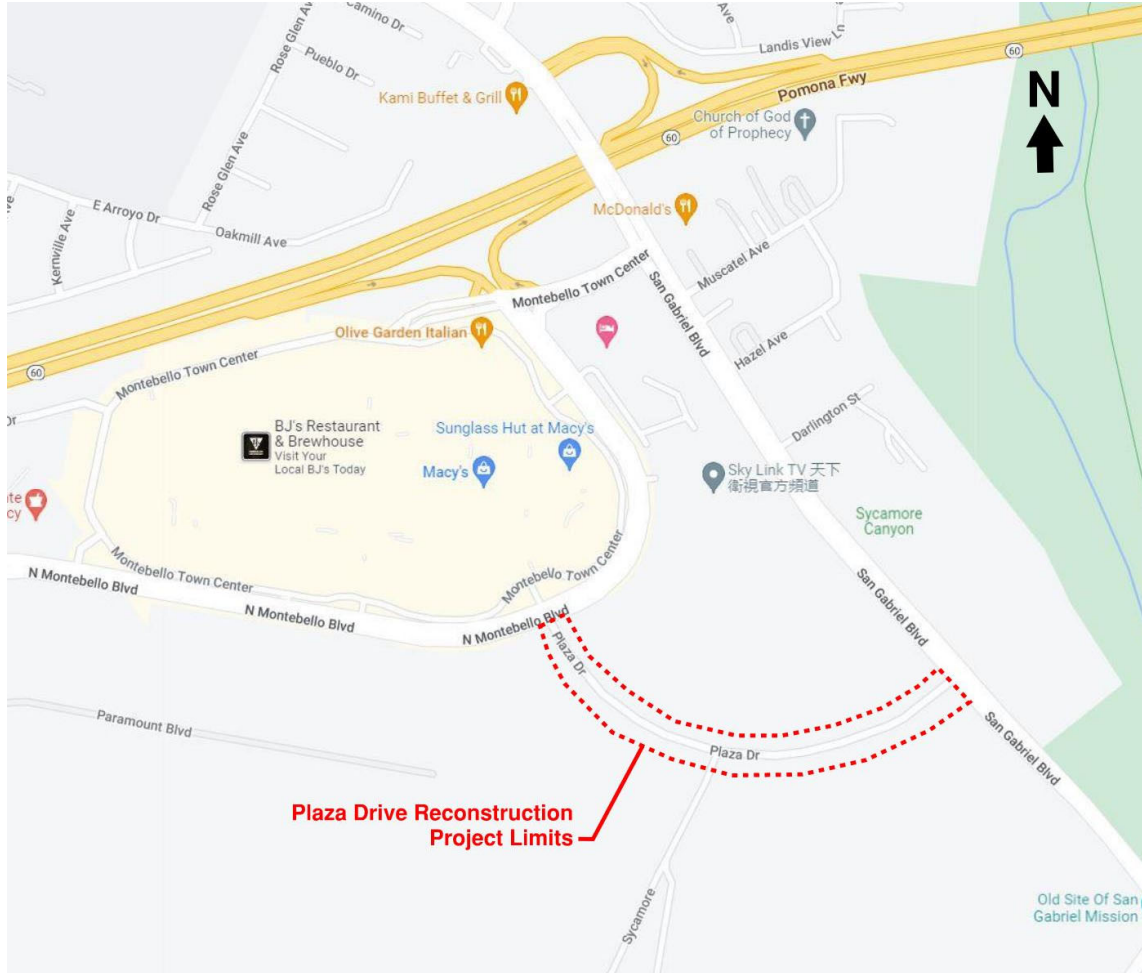 Rose Glen Ave
Camino Dr
Pueblo Dr
Ave
Landis View Ln
60
Pomona Fwy
N
Kami Buffet & Grill
Church of God
of Prophecy
60
Kernville Ave
E Arroyo Dr
Rose Glen Ave
Oakmill Ave
McDonald's
Muscatel Ave
Montebello Town Center
San Gabriel Blvd
Olive Garden Italian
Hazel Ave
60
Montebello Town Center
Dr
BJ's Restaurant
& Brewhouse
Visit Your
Local BJ's Today
Sunglass Hut at Macy's
Macy's
Darlington St
Sky Link TV 天下
衛視官方頻道
Sycamore
Canyon
te
cy
Montebello Town Center
Montebello Town Center
N Montebello Blvd
N Montebello Blvd
N Montebello Blvd
San Gabriel Blvd
Plaza Dr
Paramount Blvd
San Gabriel Blvd
Plaza Dr
Plaza Drive Reconstruction
Project Limits
Sycamore
Old Site Of San
Gabriel Mission